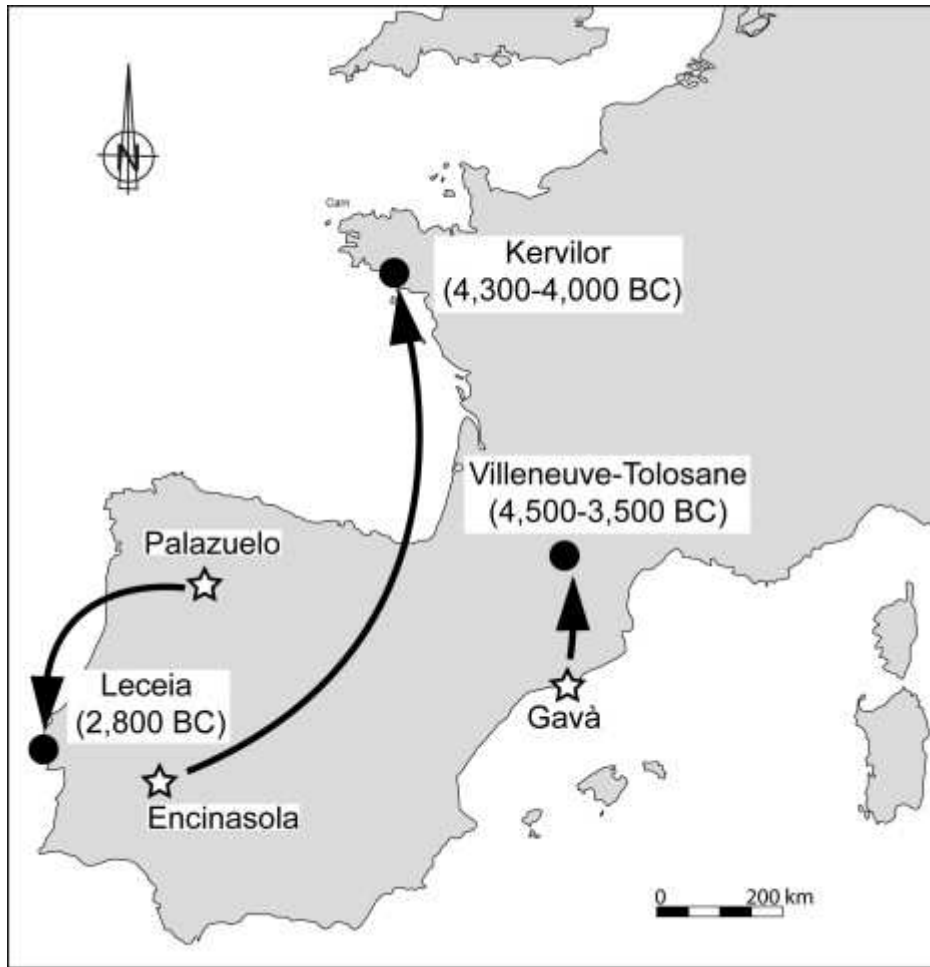 N
Cam
Kervilor
(4,300-4,000 BC)
Villeneuve-Tolosane
(4,500-3,500 BC)
Palazuelo
Leceia
(2,800 BC)
Gavà
Encinasola
0 200 km